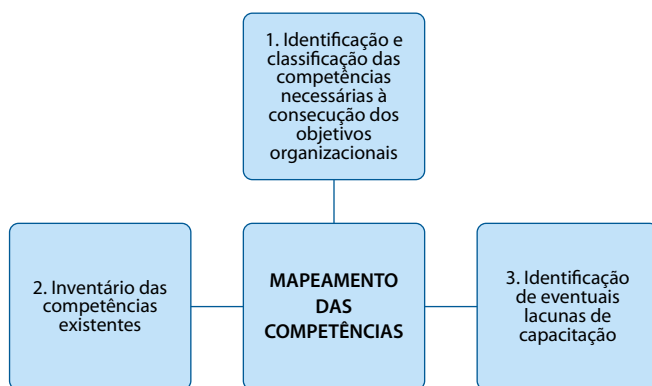 1. Identificação e
classificação das
competências
necessárias à
consecução dos
objetivos
organizacionais
2. Inventário das
competências
existentes
MAPEAMENTO
DAS
COMPETÊNCIAS
3. Identificação
de eventuais
lacunas de
capacitação